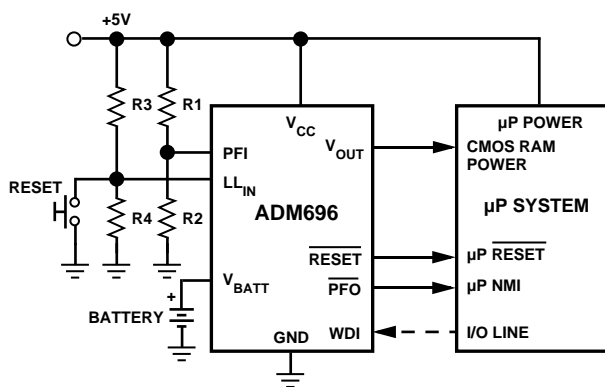 +5V
R3
R1
R4
R2
RESET
BATTERY
+
PFI
LL_IN
V_CC
V_OUT
ADM696
V_BATT
RESET
PFO
GND
WDI
µP POWER
CMOS RAM
POWER
µP SYSTEM
µP RESET
µP NMI
I/O LINE